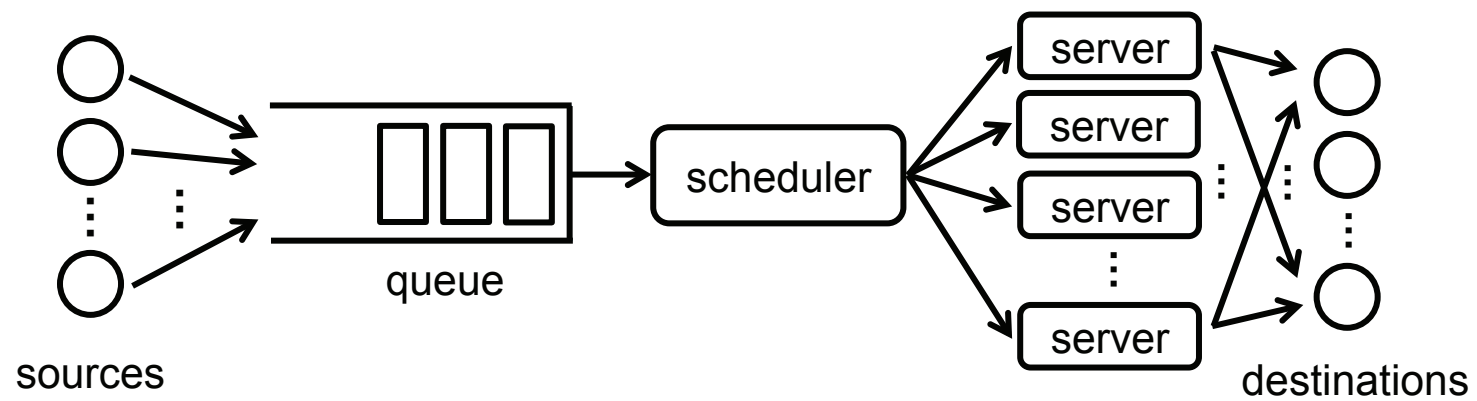 sources
queue
scheduler
server
server
server
server
destinations